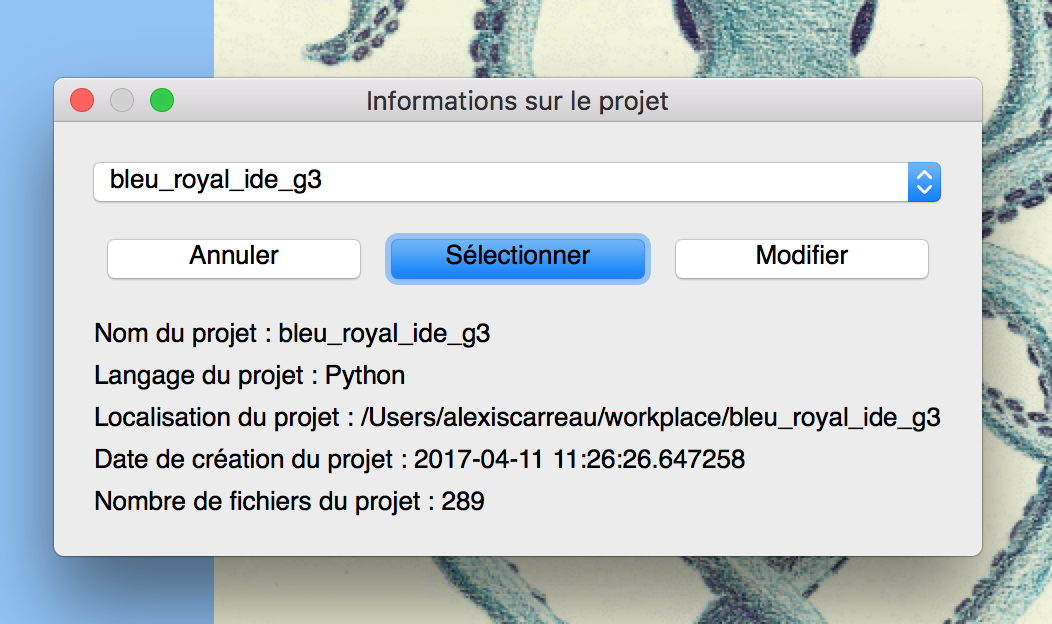 Informations sur le projet
bleu_royal_ide_g3
Annuler Sélectionner Modifier
Nom du projet : bleu_royal_ide_g3
Langage du projet : Python
Localisation du projet : /Users/alexiscarreau/workplace/bleu_royal_ide_g3
Date de création du projet : 2017-04-11 11:26:26.647258
Nombre de fichiers du projet : 289